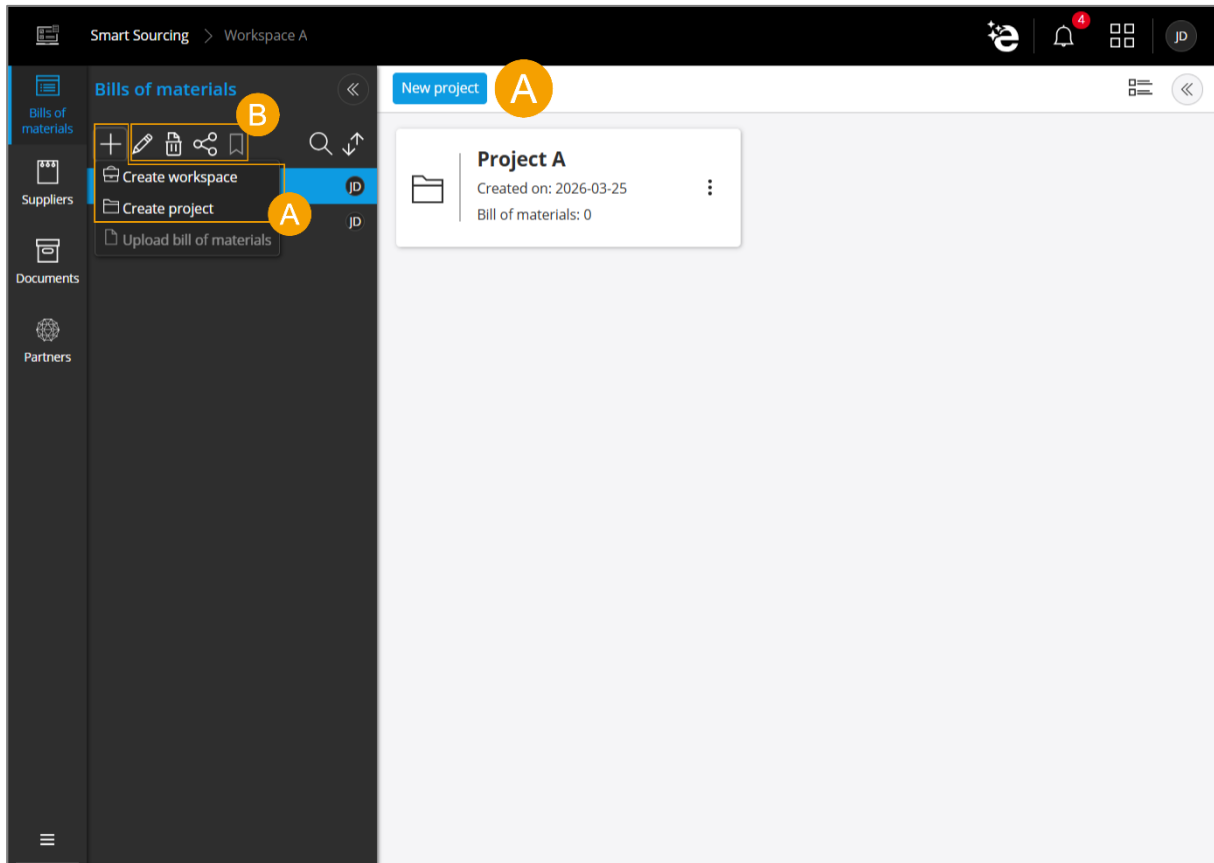 Smart Sourcing > Workspace A
4
JD
Bills of materials
Suppliers
Documents
Partners
Bills of materials
B
Create workspace
JD
Create project
A
JD
Upload bill of materials
New project
A
Project A
Created on: 2026-03-25
Bill of materials: 0